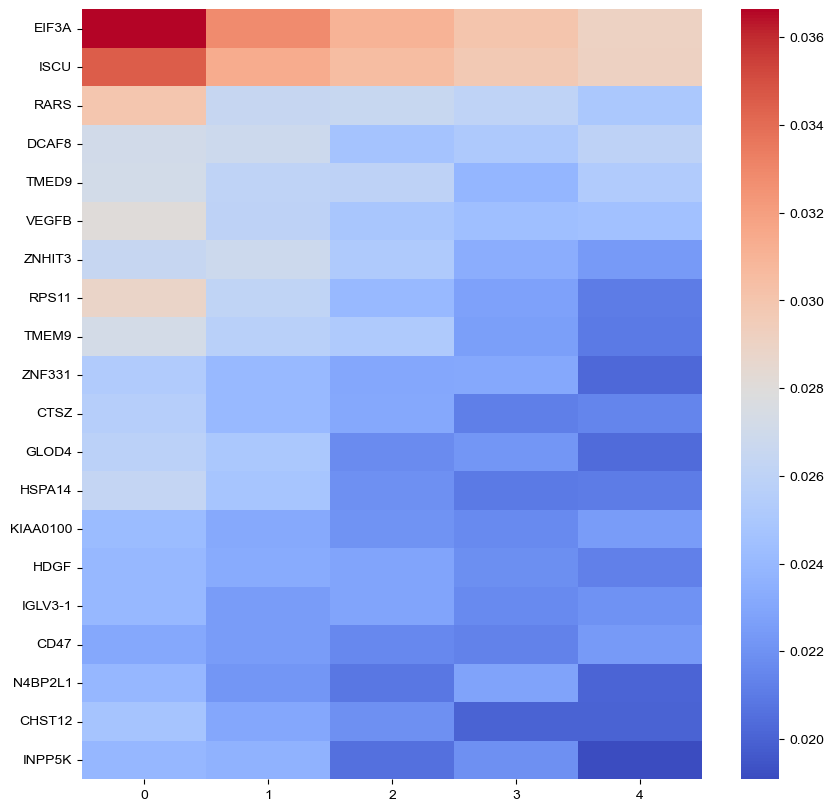 EIF3A
ISCU
RARS
DCAF8
TMED9
VEGFB
ZNHIT3
RPS11
TMEM9
ZNF331
CTSZ
GLOD4
HSPA14
KIAA0100
HDGF
IGLV3-1
CD47
N4BP2L1
CHST12
INPP5K
0 1 2 3 4
0.036
0.034
0.032
0.030
0.028
0.026
0.024
0.022
0.020